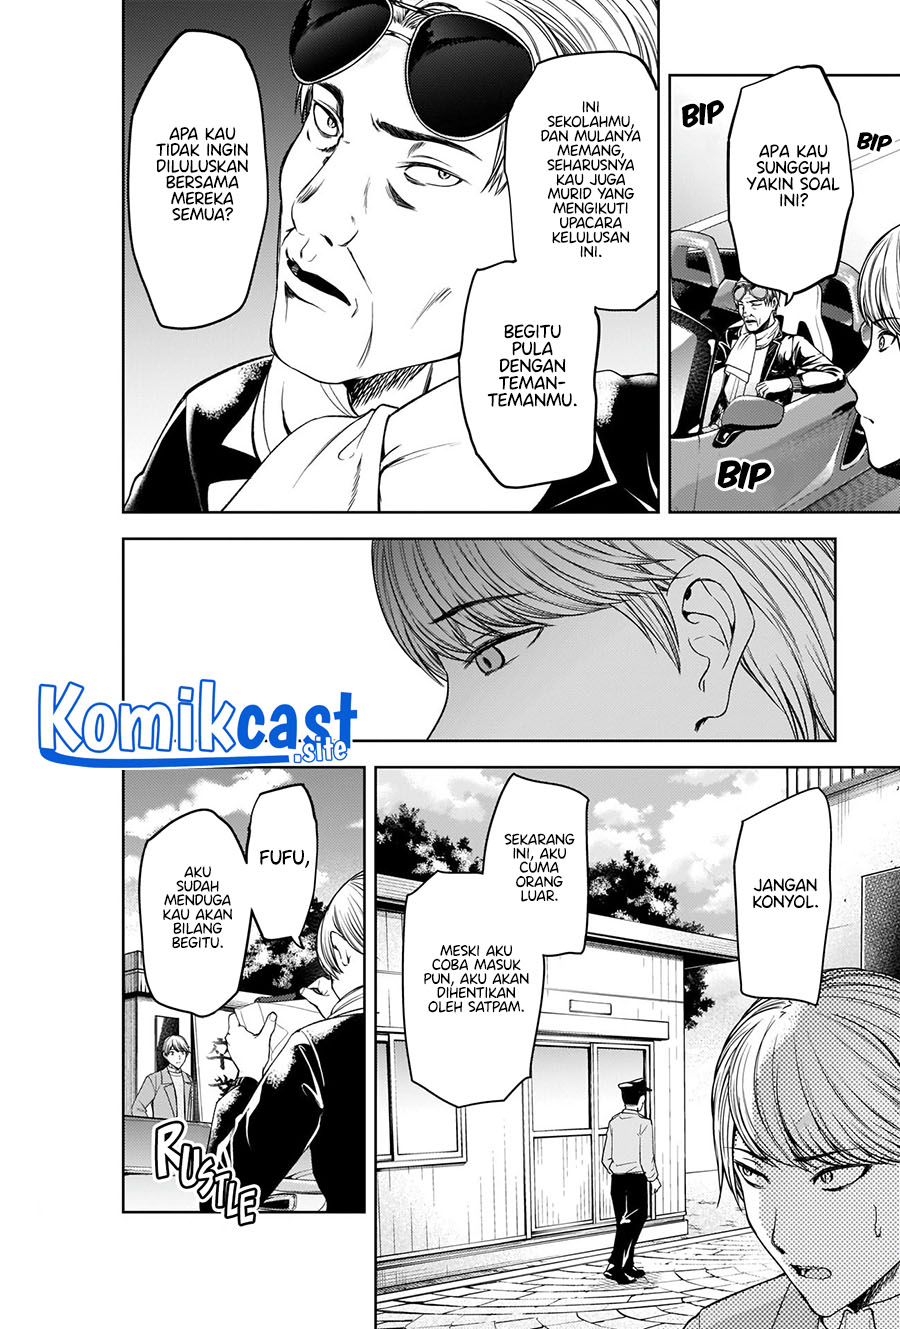 BIP
BIP
APA KAU
SUNGGUH
YAKIN SOAL
INI?
BIP
INI
SEKOLAHMU,
DAN MULANYA
MEMANG,
SEHARUSNYA
KAU JUGA
MURID YANG
MENGIKUTI
UPACARA
KELULUSAN
INI.
BEGITU
PULA
DENGAN
TEMAN-
TEMANMU.
APA KAU
TIDAK INGIN
DILULUSKAN
BERSAMA
MEREKA
SEMUA?
Komikcast
.site
JANGAN
KONYOL.
SEKARANG
INI, AKU
CUMA
ORANG
LUAR.
MESKI AKU
COBA MASUK
PUN, AKU AKAN
DIHENTIKAN
OLEH SATPAM.
FUFU,
AKU
SUDAH
MENDUGA
KAU AKAN
BILANG
BEGITU.
RUSTLE